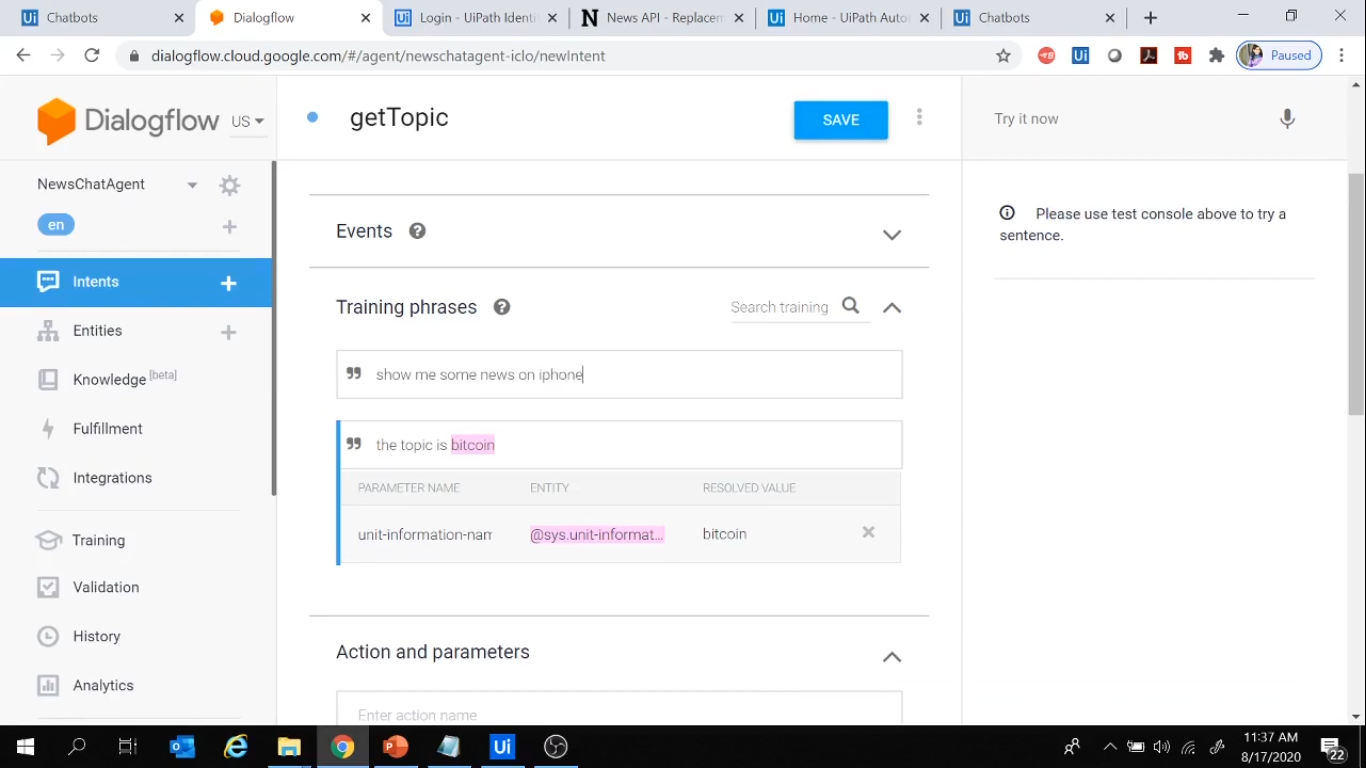 Chatbots
Dialogflow
Login - UiPath Identi
News API - Replacem
Home - UiPath Auto
Chatbots
dialogflow.cloud.google.com/#/agent/newschatagent-iclo/newIntent
Paused
Dialogflow
US
getTopic
SAVE
Try it now
NewsChatAgent
en
Please use test console above to try a
sentence.
Events
Intents
Training phrases
Search training
Entities
show me some news on iphone
Knowledge [beta]
Fulfillment
the topic is bitcoin
Integrations
PARAMETER NAME ENTITY RESOLVED VALUE
unit-information-nam @sys.unit-informat... bitcoin
Training
Validation
History
Action and parameters
Analytics
Enter action name
11:37 AM
8/17/2020
22